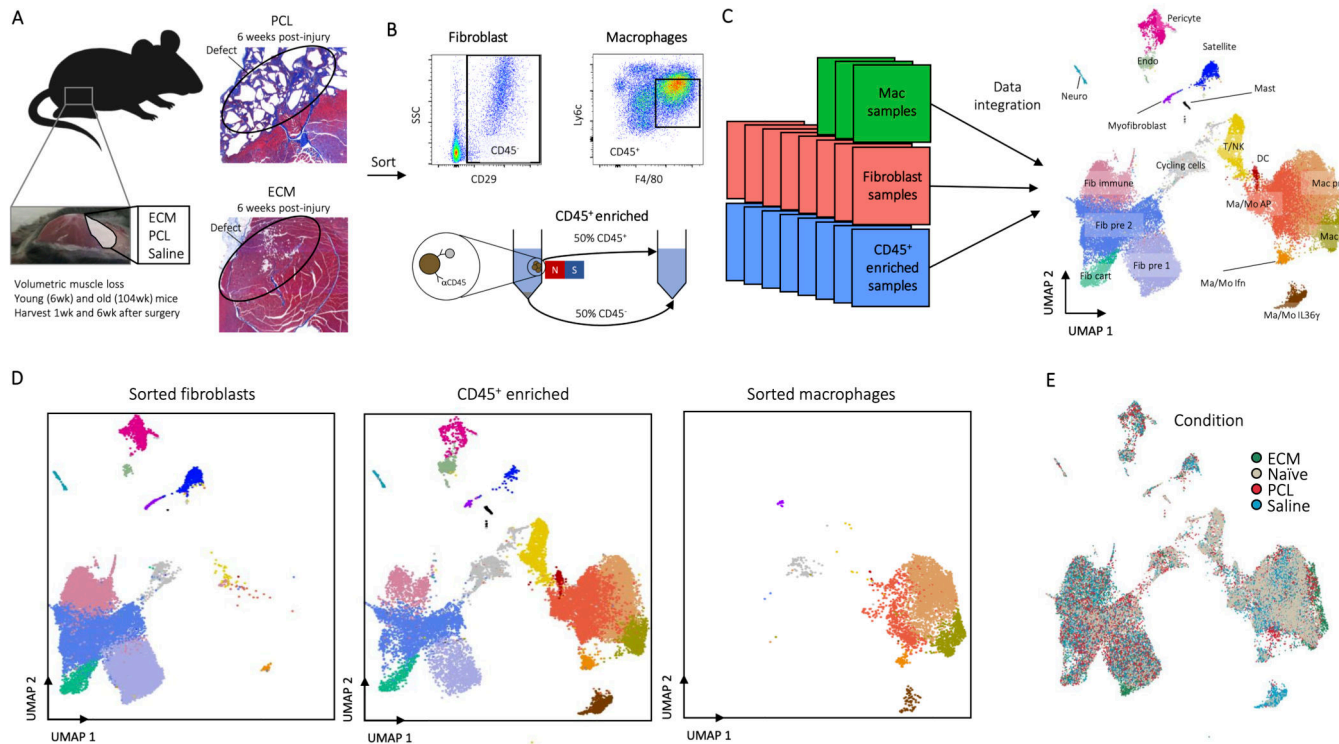 A
PCL
6 weeks post-injury
Defect
ECM
6 weeks post-injury
Defect
ECM
PCL
Saline
Volumetric muscle loss
Young (6wk) and old (104wk) mice
Harvest 1wk and 6wk after surgery
B
Fibroblast
Macrophages
SSC
CD45⁻
CD29
Ly6c
CD45⁺
F4/80
Sort
CD45⁺ enriched
50% CD45⁺
αCD45
N S
50% CD45⁻
C
Mac
samples
Fibroblast
samples
CD45⁺
enriched
samples
Data
integration
Pericyte
Endo
Satellite
Neuro
Mast
Myofibroblast
T/NK
Cycling cells
DC
Fib immune
Mac pr
Ma/Mo AP
Fib pre 2
Mac
Fib pre 1
Fib cart
Ma/Mo Ifn
Ma/Mo IL36γ
UMAP 2
UMAP 1
D
Sorted fibroblasts
CD45⁺ enriched
Sorted macrophages
UMAP 2
UMAP 1
UMAP 2
UMAP 1
UMAP 2
UMAP 1
E
Condition
ECM
Naïve
PCL
Saline